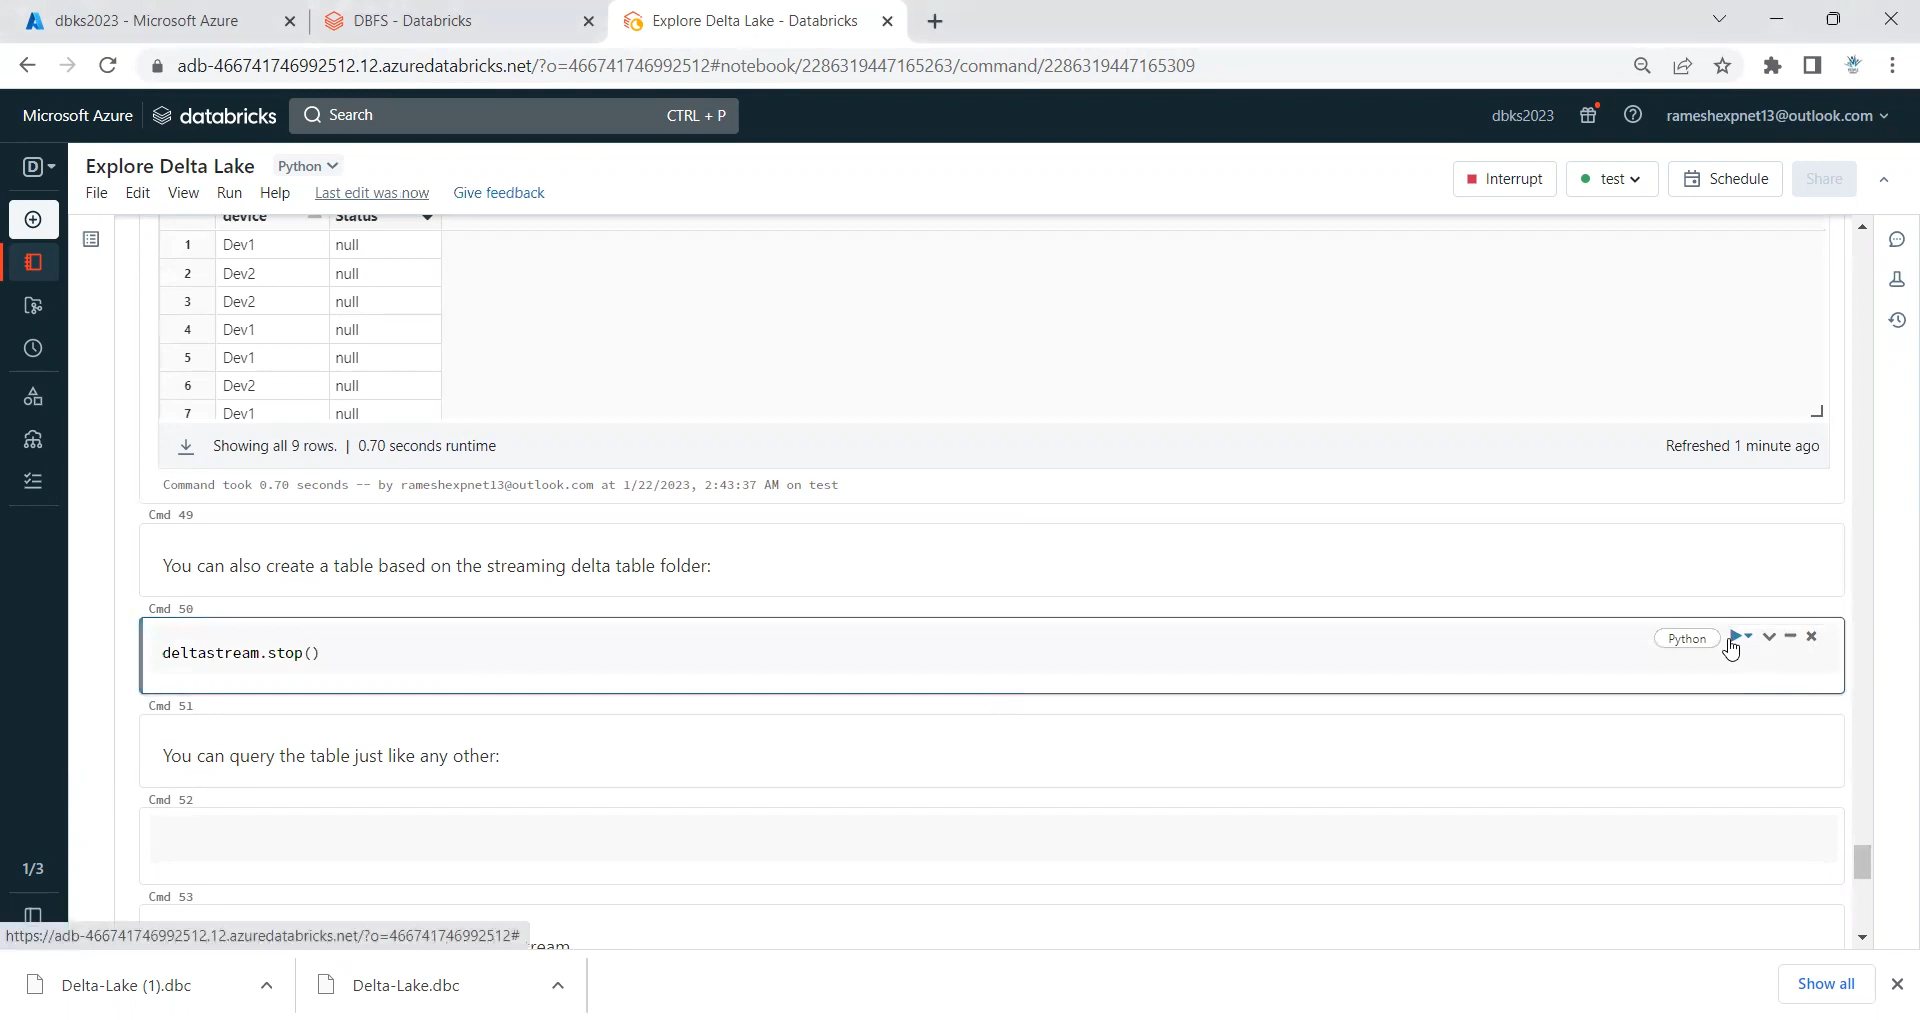 dbks2023 - Microsoft Azure
DBFS - Databricks
Explore Delta Lake - Databricks
adb-466741746992512.12.azuredatabricks.net/?o=466741746992512#notebook/2286319447165263/command/2286319447165309
Microsoft Azure
databricks
Search
CTRL + P
dbks2023
rameshexpnet13@outlook.com
D
Explore Delta Lake
Python
File Edit View Run Help Last edit was now Give feedback
Interrupt
test
Schedule
Share
device Status
1 Dev1 null
2 Dev2 null
3 Dev2 null
4 Dev1 null
5 Dev1 null
6 Dev2 null
7 Dev1 null
Showing all 9 rows. | 0.70 seconds runtime
Refreshed 1 minute ago
Command took 0.70 seconds -- by rameshexpnet13@outlook.com at 1/22/2023, 2:43:37 AM on test
Cmd 49
You can also create a table based on the streaming delta table folder:
Cmd 50
Python
deltastream.stop()
Cmd 51
You can query the table just like any other:
Cmd 52
1/3
Cmd 53
https://adb-466741746992512.12.azuredatabricks.net/?o=466741746992512#
ream
Delta-Lake (1).dbc
Delta-Lake.dbc
Show all